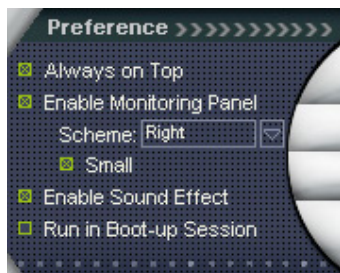 Preference >>>>>>>>>>>
Always on Top
Enable Monitoring Panel
Scheme: Right
Small
Enable Sound Effect
Run in Boot-up Session